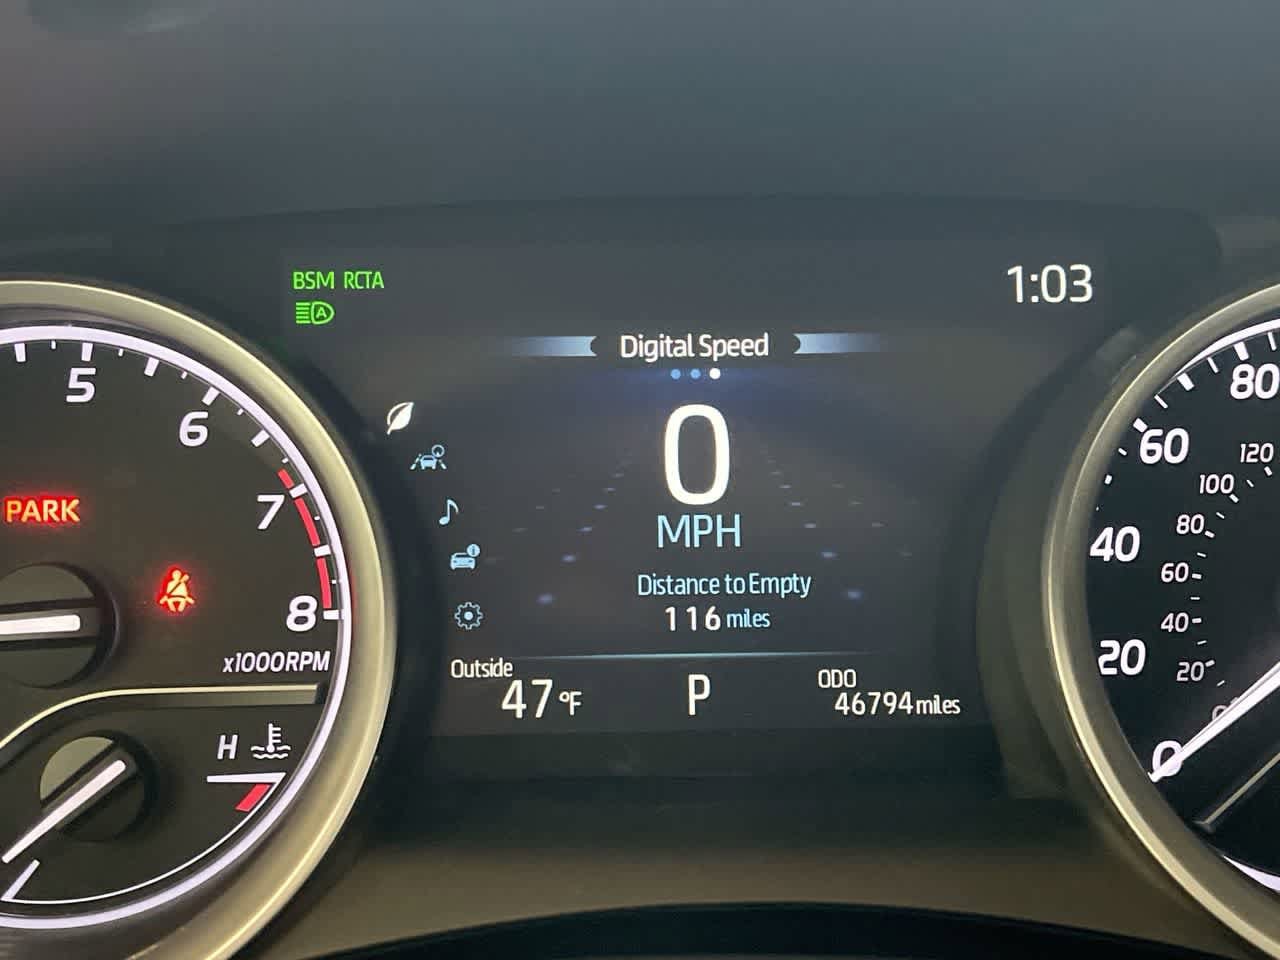 BSM RCTA
A
1:03
Digital Speed
0
MPH
Distance to Empty
116 miles
Outside
47°F
P
ODO
46794 miles
5
6
7
8
x1000RPM
PARK
H
80
60
40
20
0
120
100
80
60
40
20